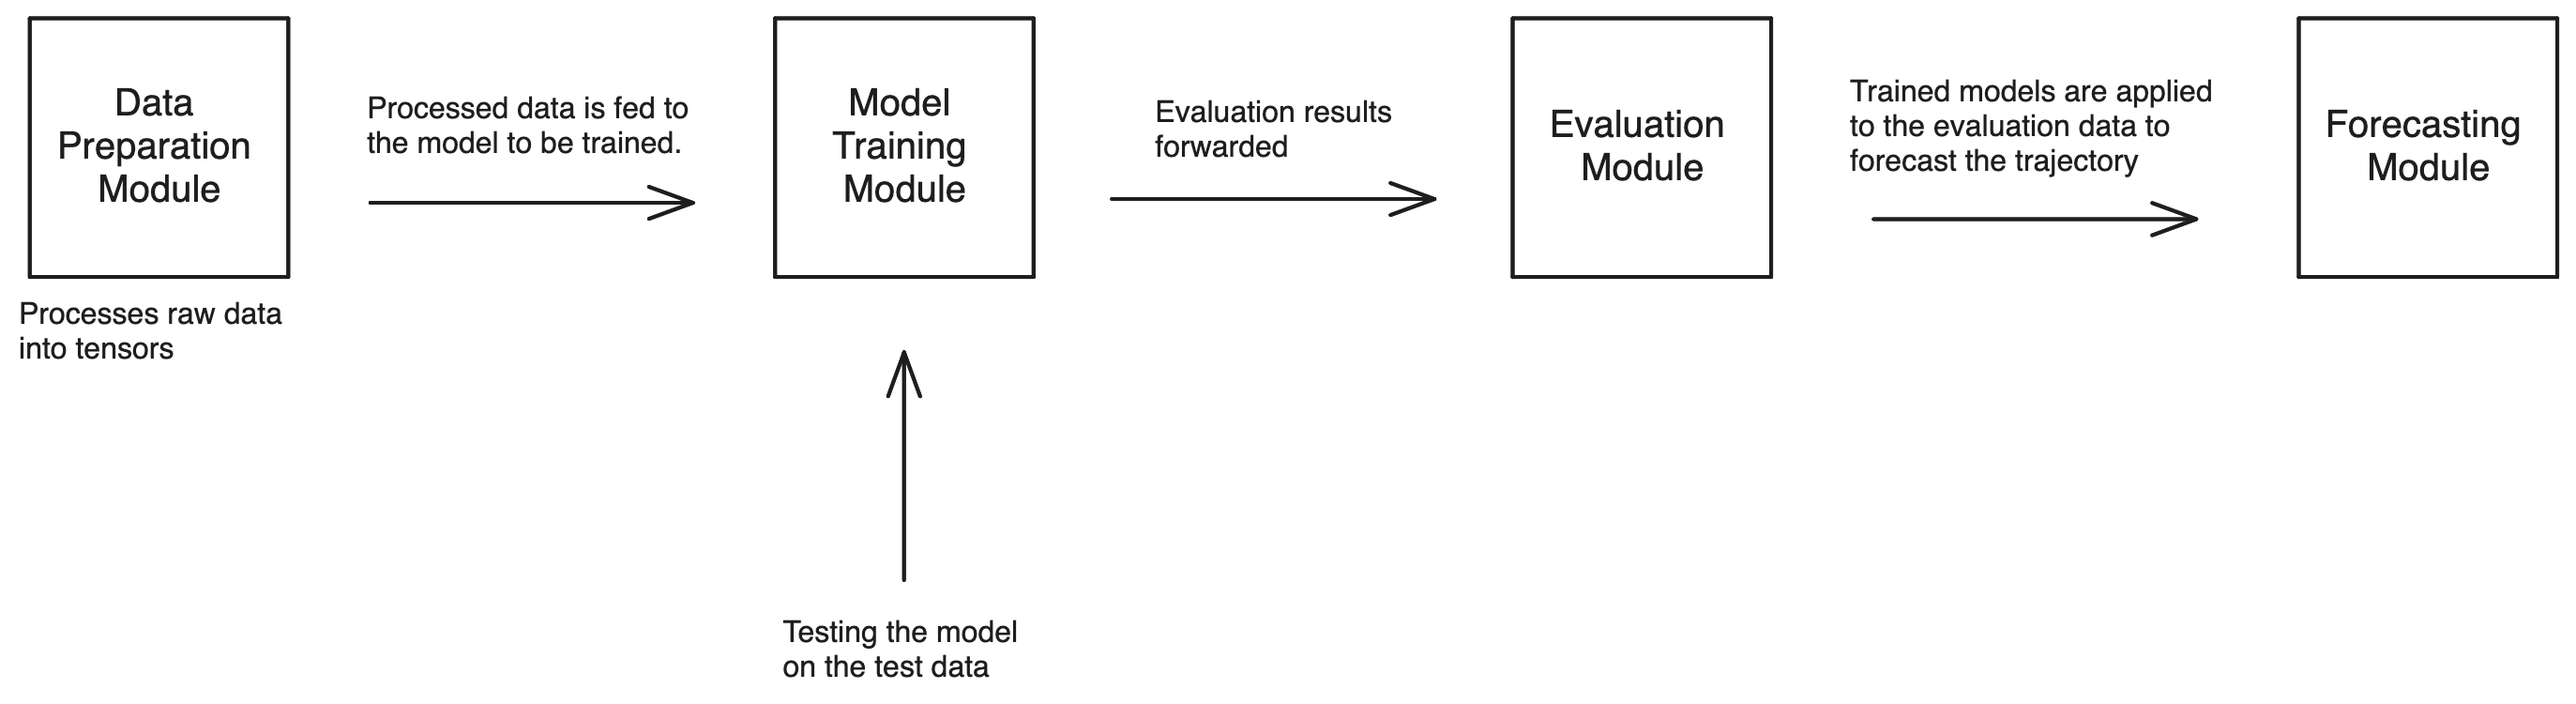 Data
Preparation
Module
Processes raw data
into tensors
Processed data is fed to
the model to be trained.
Model
Training
Module
Testing the model
on the test data
Evaluation results
forwarded
Evaluation
Module
Trained models are applied
to the evaluation data to
forecast the trajectory
Forecasting
Module